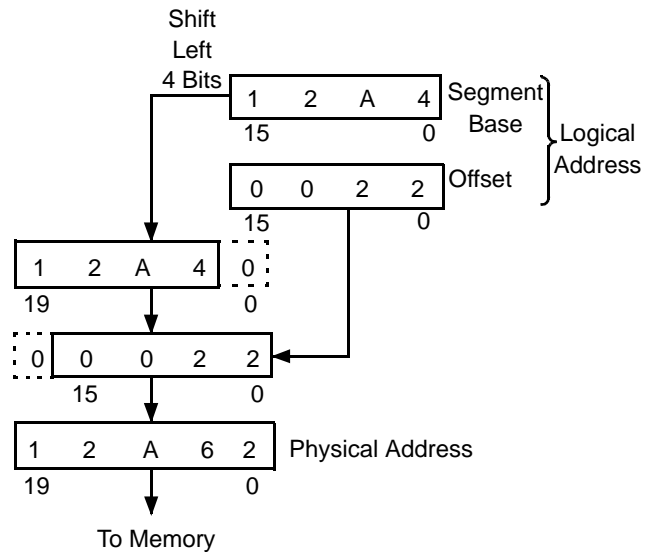 Shift
Left
4 Bits
1 2 A 4
Segment
Base
15 0
Logical
Address
0 0 2 2
Offset
15 0
1 2 A 4 0
19 0
0 0 0 2 2
15 0
1 2 A 6 2
Physical Address
19 0
To Memory